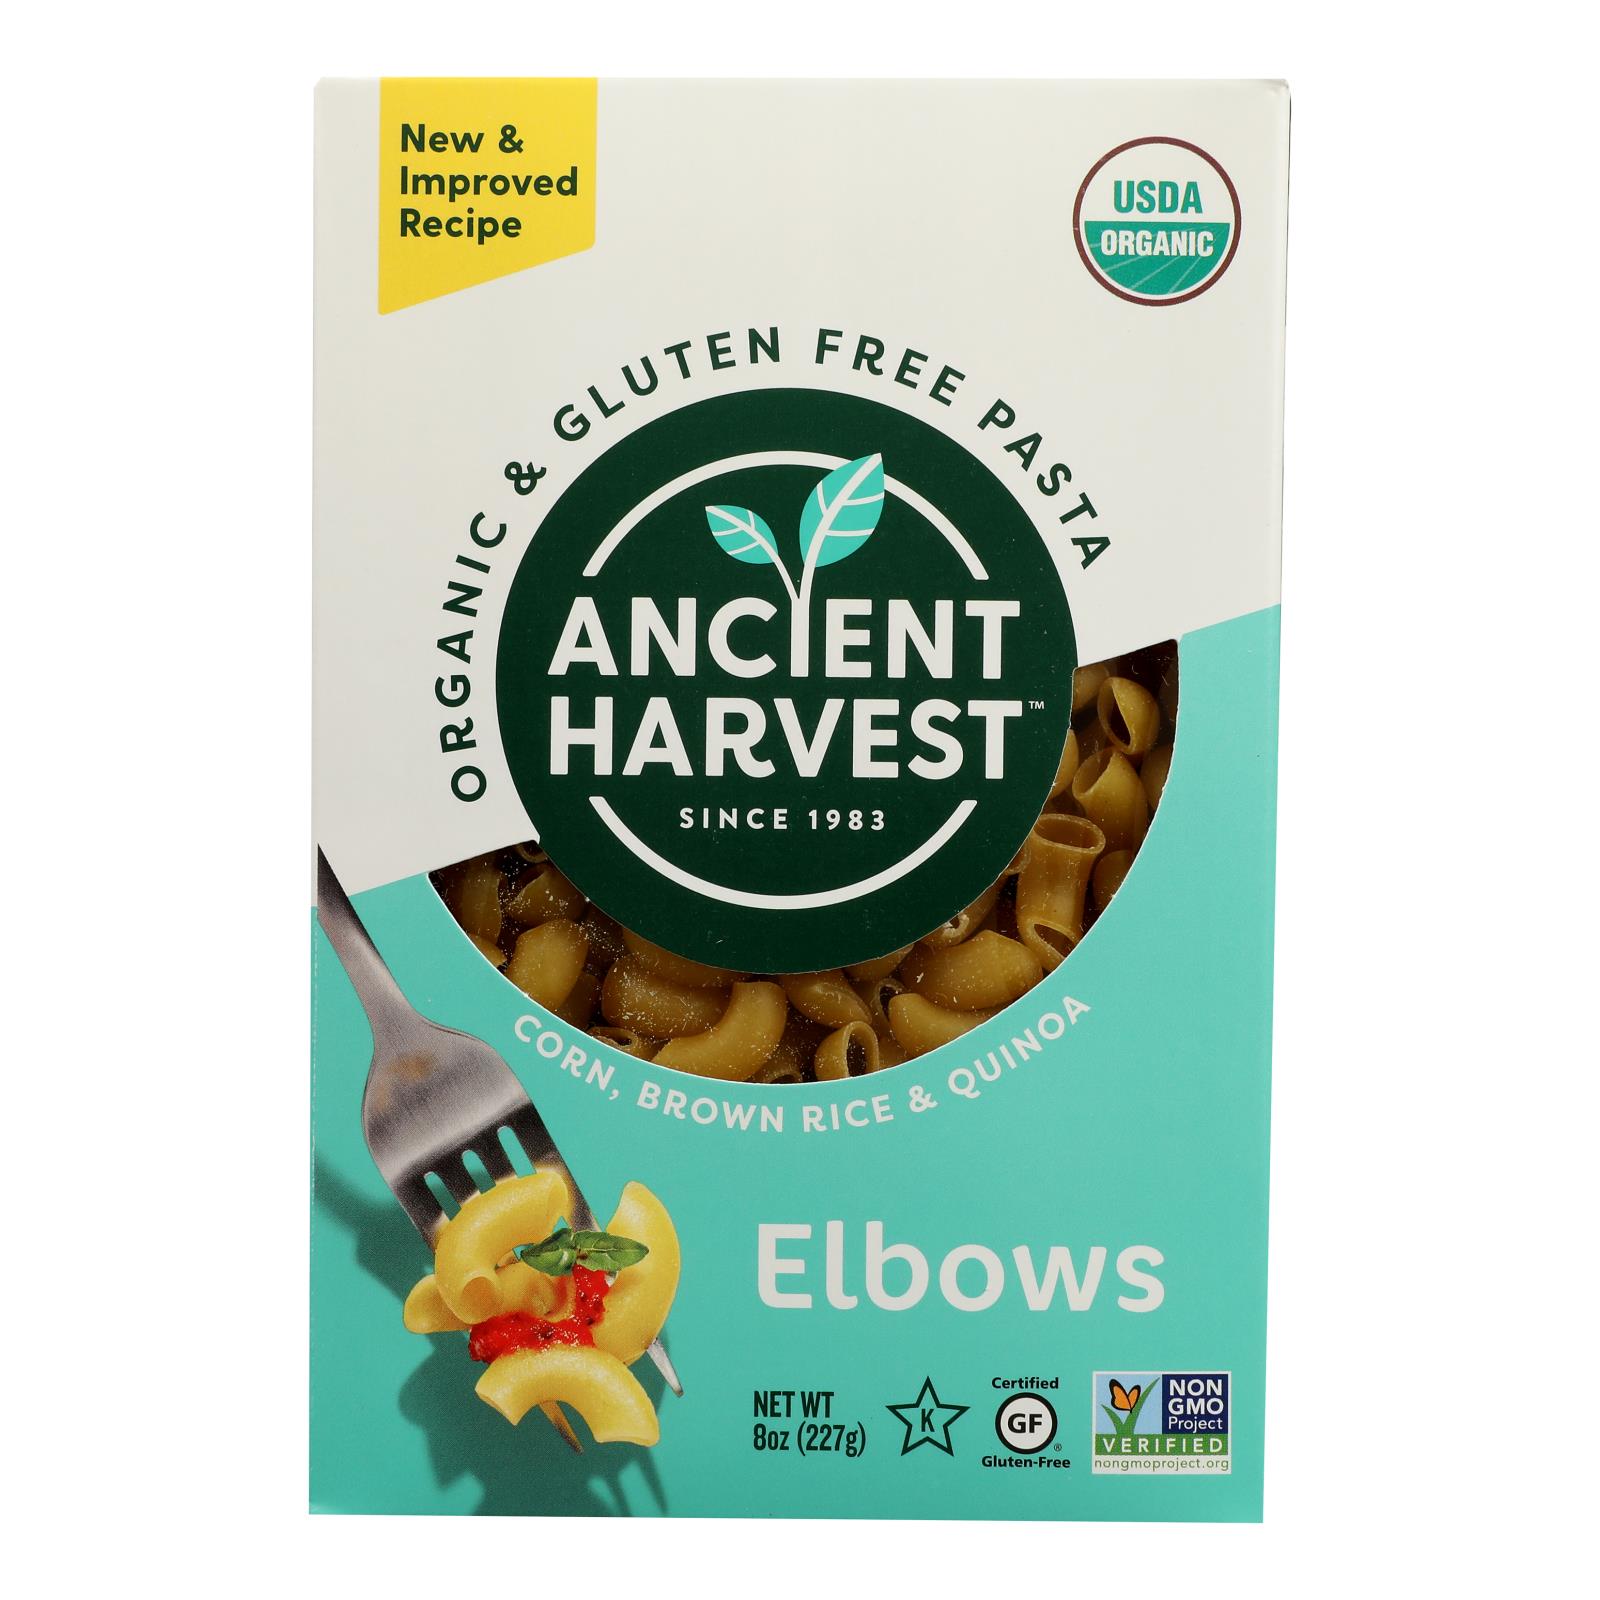 New &
Improved
Recipe
USDA
ORGANIC
ORGANIC & GLUTEN FREE PASTA
ANCIENT
HARVEST™
SINCE 1983
CORN, BROWN RICE & QUINOA
Elbows
NET WT
8oz (227g)
K
Certified
GF
®
Gluten-Free
NON
GMO
Project
VERIFIED
nongmoproject.org